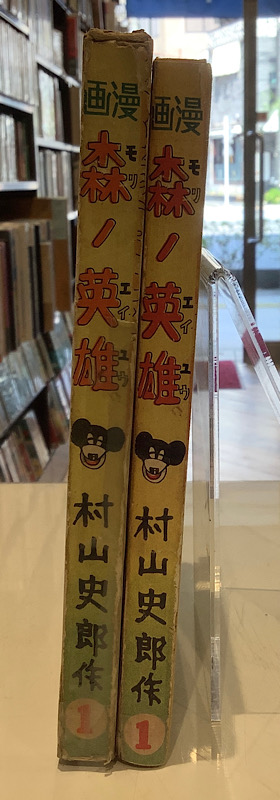 漫画
森ノ英雄
モリ エイユウ
村山史郎作
1
漫画
森ノ英雄
モリ エイユウ
村山史郎作
1